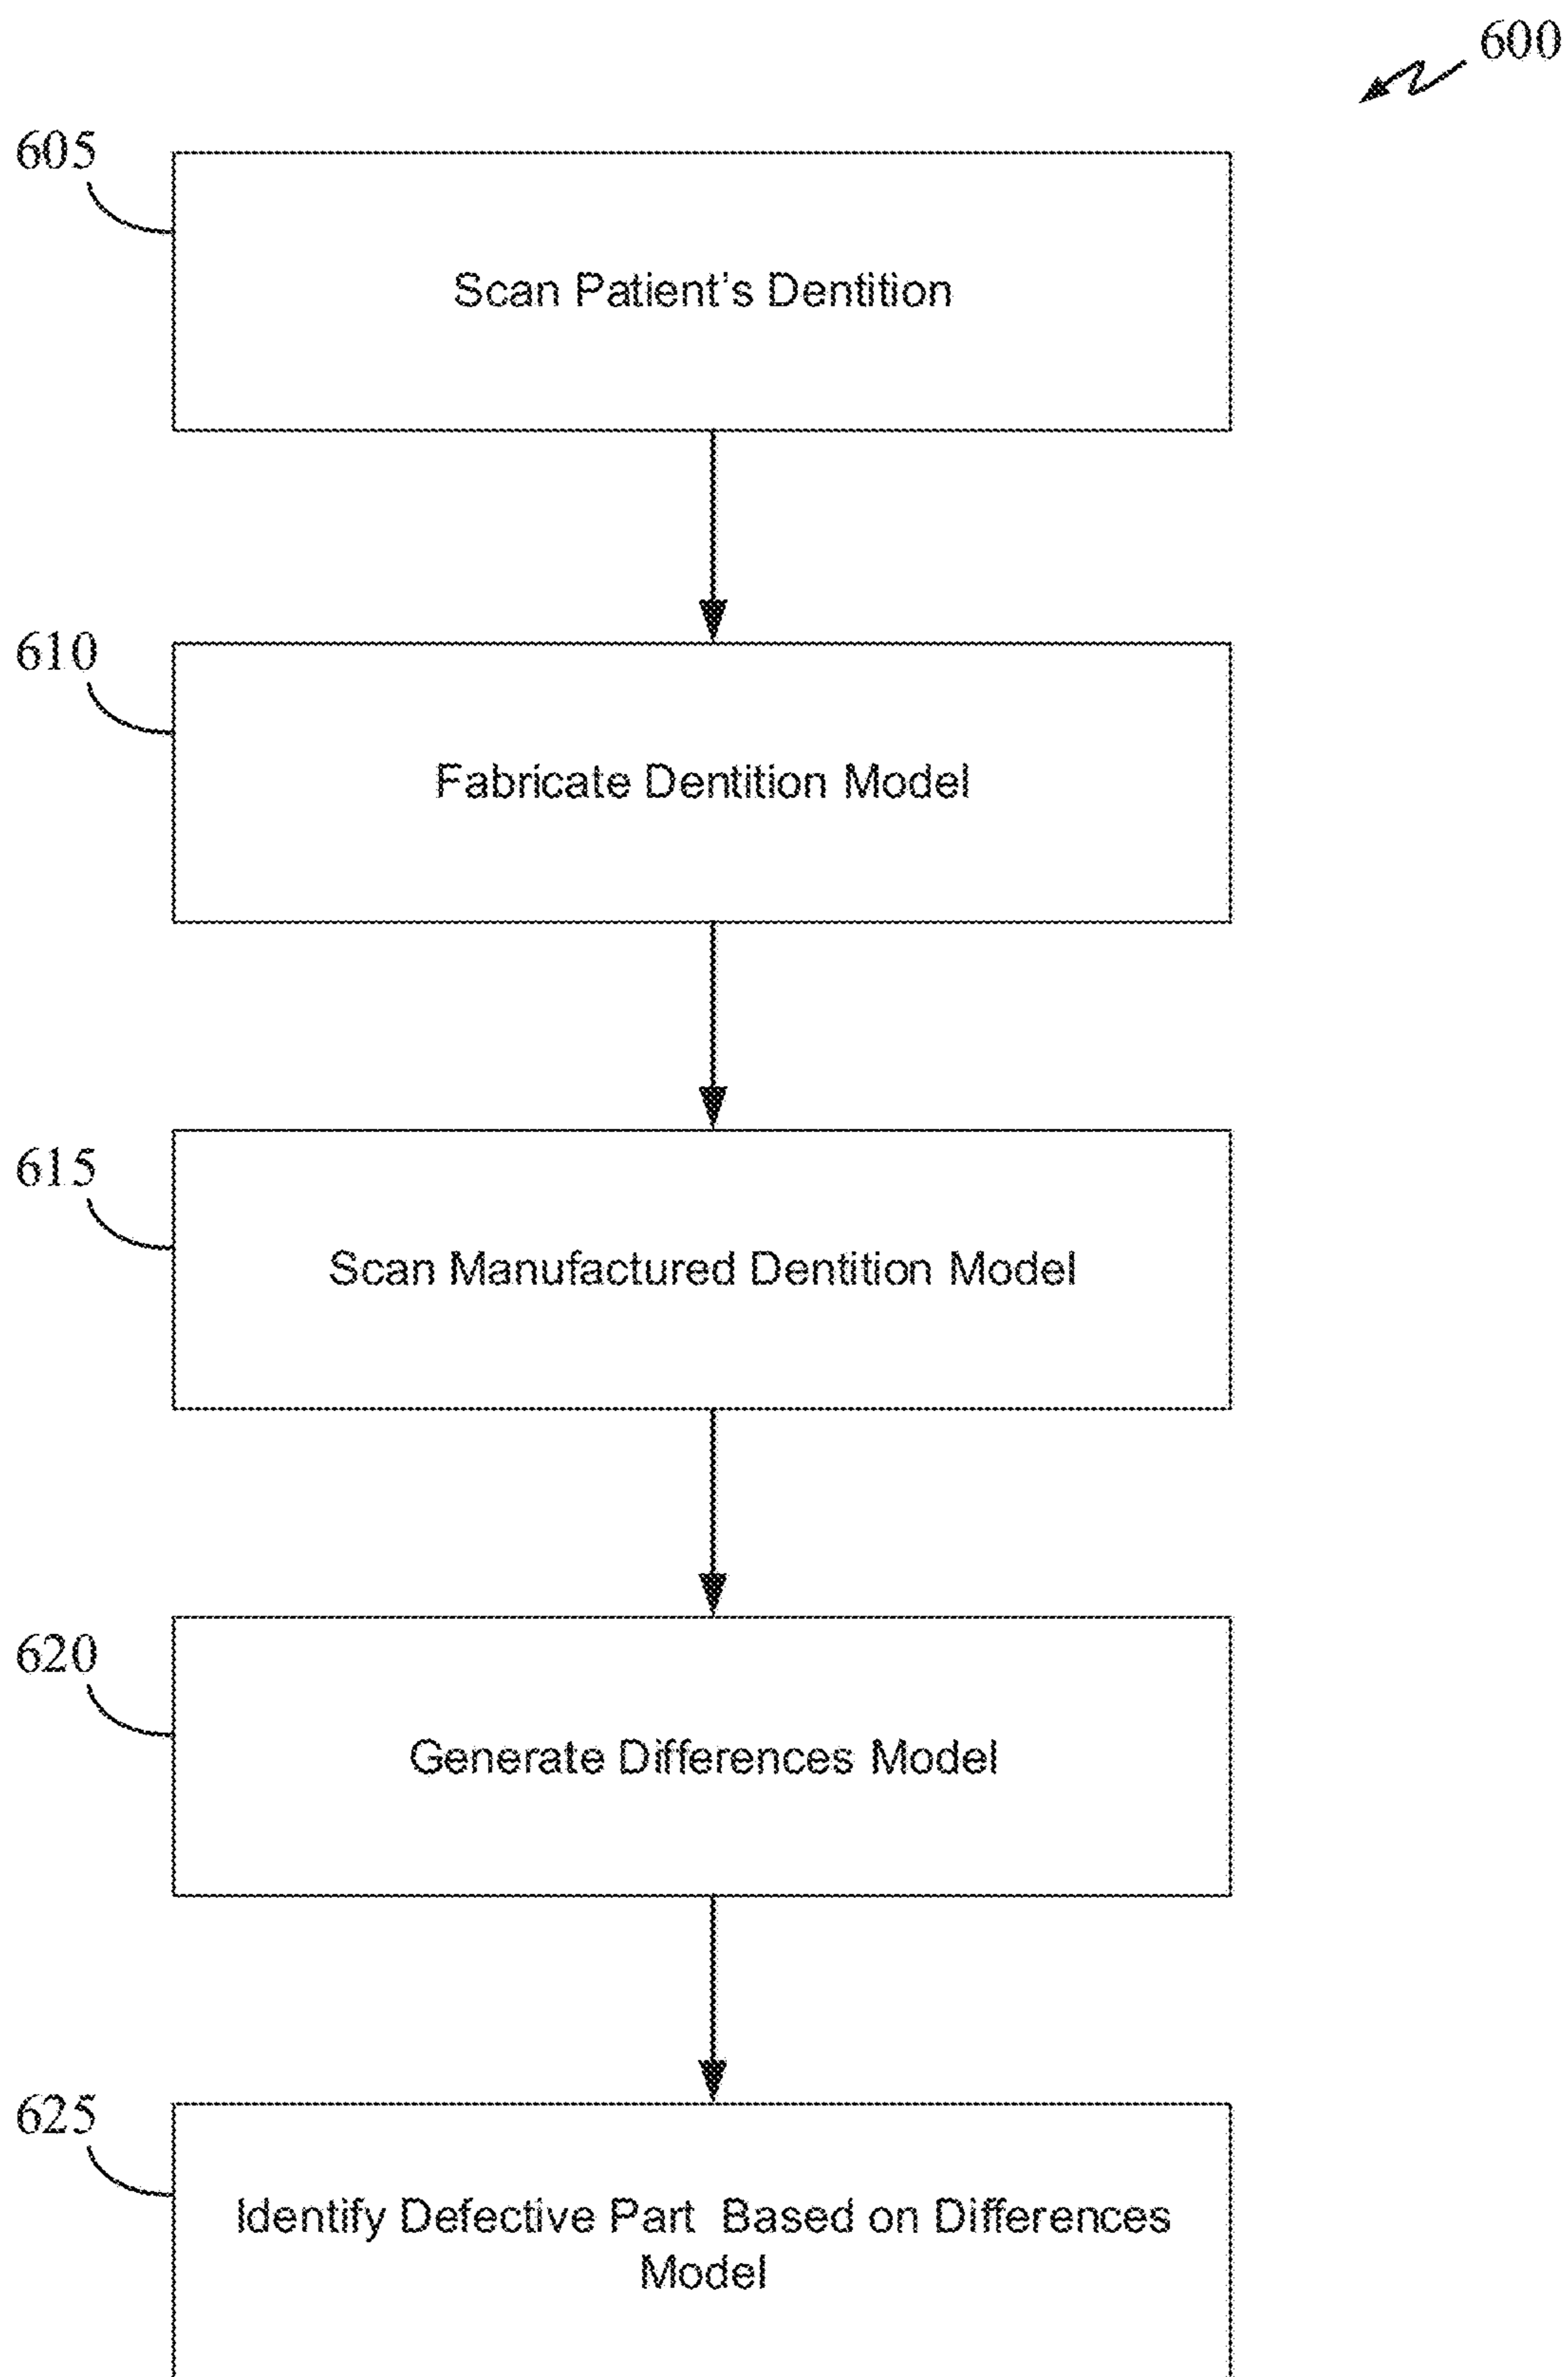 600
605
Scan Patient's Dentition
610
Fabricate Dentition Model
615
Scan Manufactured Dentition Model
620
Generate Differences Model
625
Identify Defective Part Based on Differences
Model